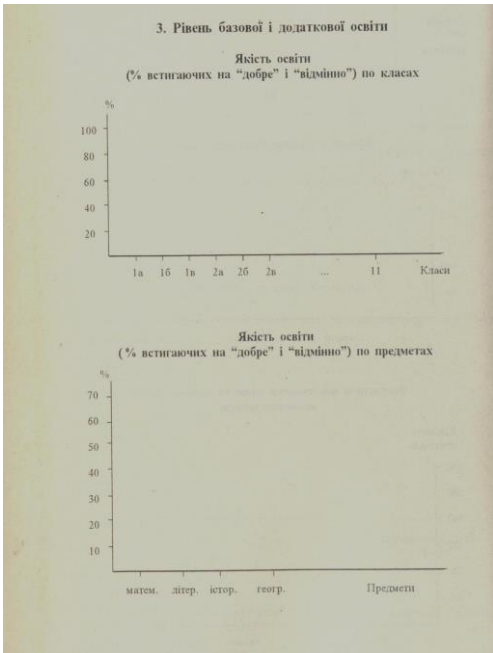 3. Рівень базової і додаткової освіти
Якість освіти
(% встигаючих на “добре” і “відмінно”) по класах
%
100
80
60
40
20
1а 1б 1в 2а 2б 2в ... 11 Класи
Якість освіти
(% встигаючих на “добре” і “відмінно”) по предметах
%
70
60
50
40
30
20
10
матем. літер. істор. геогр. Предмети